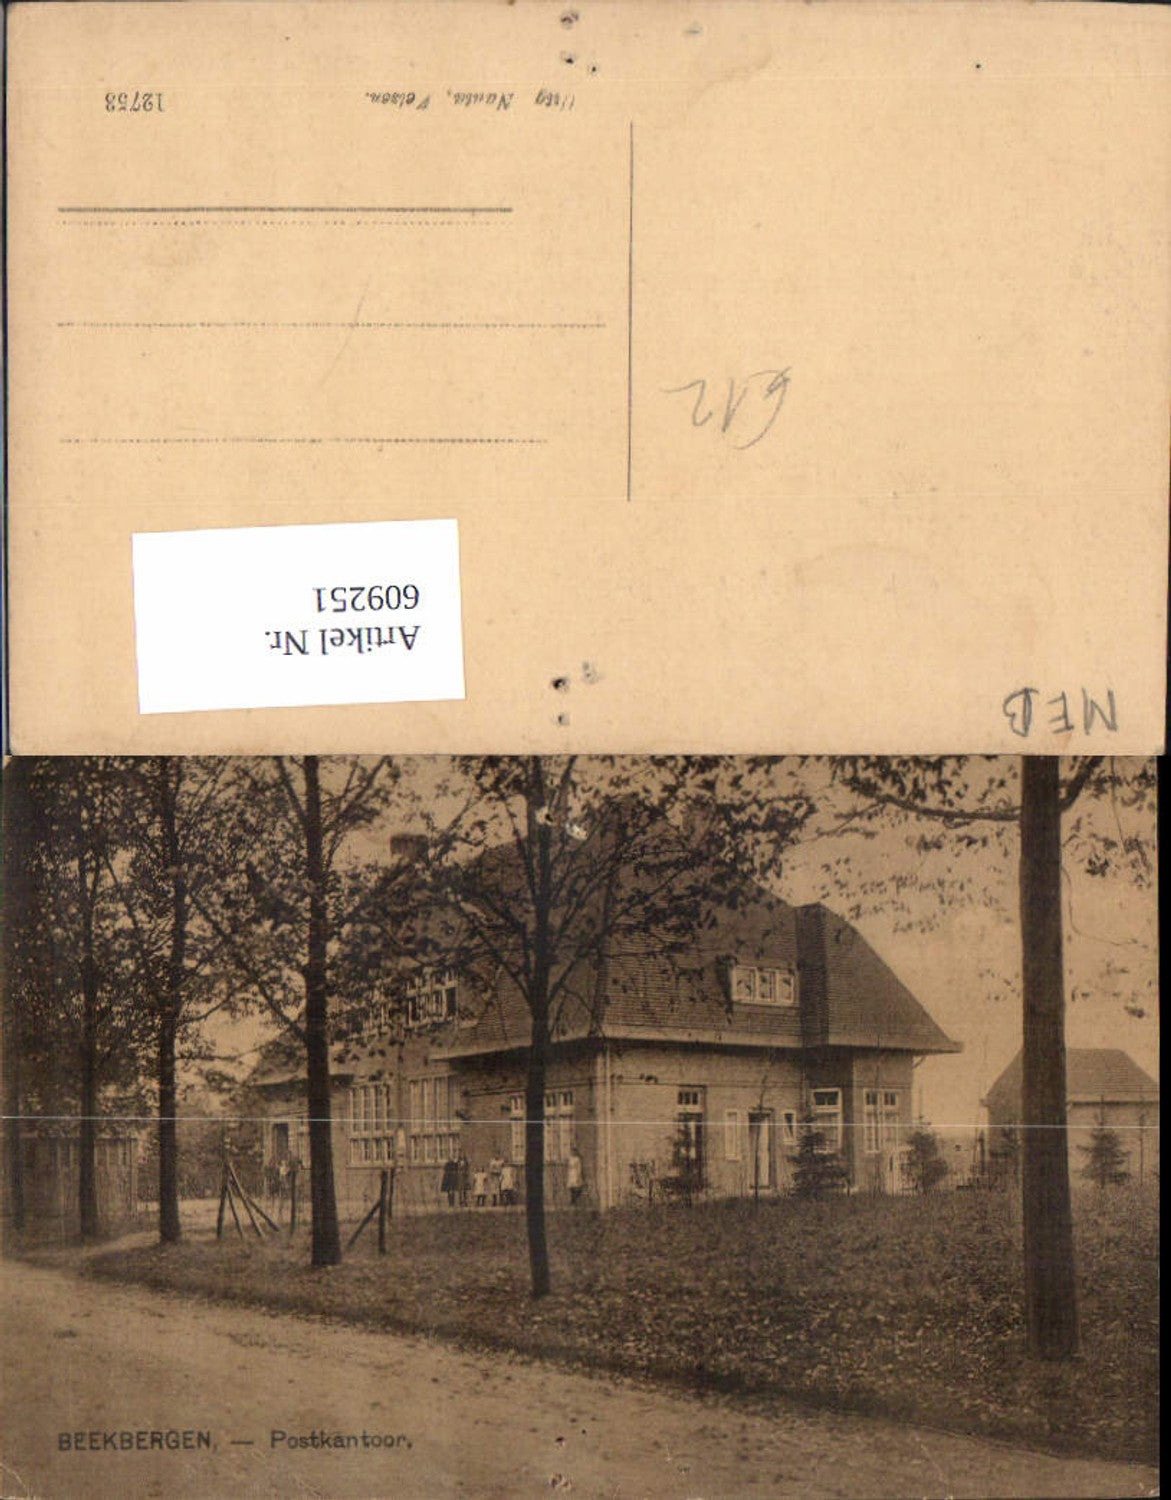 12753
Uitg Nauta, Velsen.
612
Artikel Nr.
609251
MEB
BEEKBERGEN, — Postkantoor,